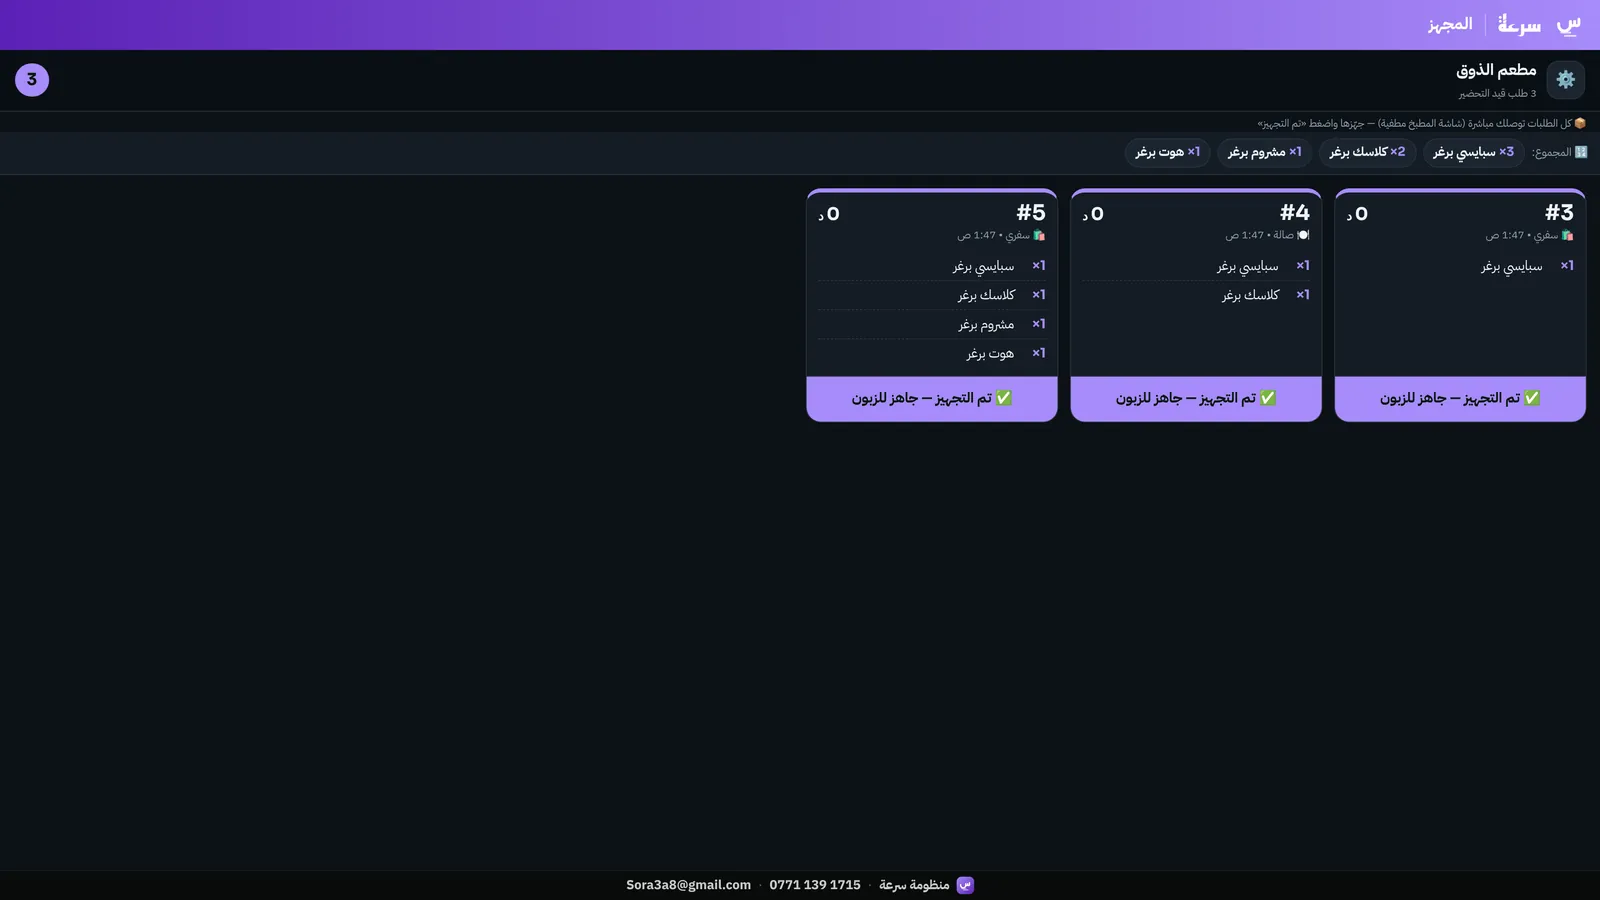 س سرعة | المجهز
مطعم الذوق
3 طلب قيد التحضير
3
📦 كل الطلبات توصلك مباشرة (شاشة المطبخ مطفية) — جهّزها واضغط «تم التجهيز»
🔢 المجموع: 3× سبايسي برغر 2× كلاسك برغر 1× مشروم برغر 1× هوت برغر
#3 0 د
🛍️ سفري • 1:47 ص
1× سبايسي برغر
✅ تم التجهيز — جاهز للزبون
#4 0 د
🍽️ صالة • 1:47 ص
1× سبايسي برغر
1× كلاسك برغر
✅ تم التجهيز — جاهز للزبون
#5 0 د
🛍️ سفري • 1:47 ص
1× سبايسي برغر
1× كلاسك برغر
1× مشروم برغر
1× هوت برغر
✅ تم التجهيز — جاهز للزبون
س منظومة سرعة · 0771 139 1715 · Sora3a8@gmail.com